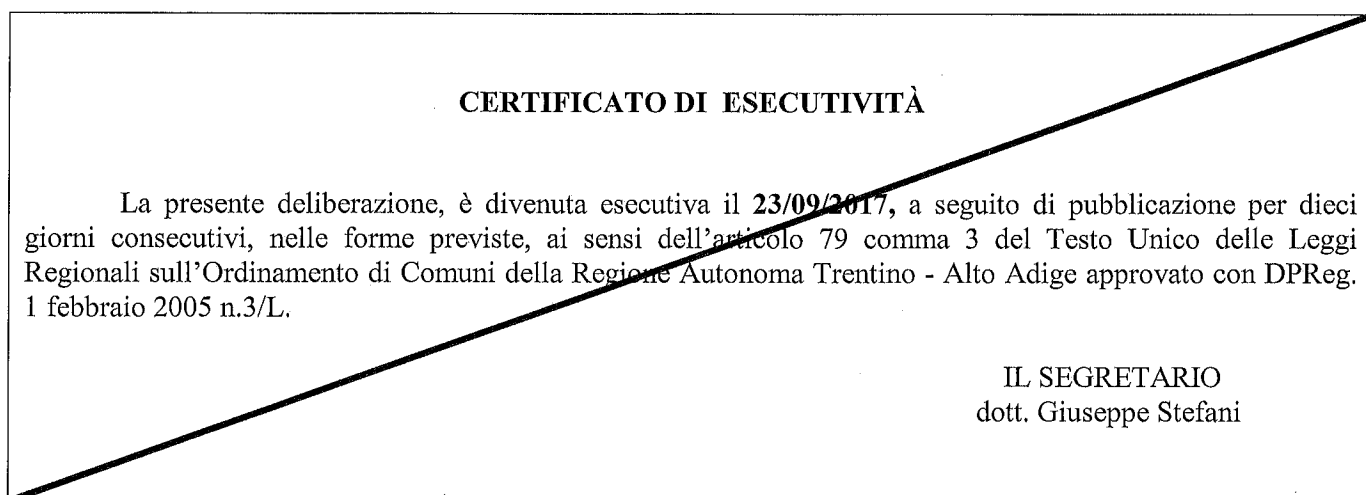 CERTIFICATO DI ESECUTIVITÀ
La presente deliberazione, è divenuta esecutiva il 23/09/2017, a seguito di pubblicazione per dieci
giorni consecutivi, nelle forme previste, ai sensi dell'articolo 79 comma 3 del Testo Unico delle Leggi
Regionali sull'Ordinamento di Comuni della Regione Autonoma Trentino - Alto Adige approvato con DPReg.
1 febbraio 2005 n.3/L.
IL SEGRETARIO
dott. Giuseppe Stefani